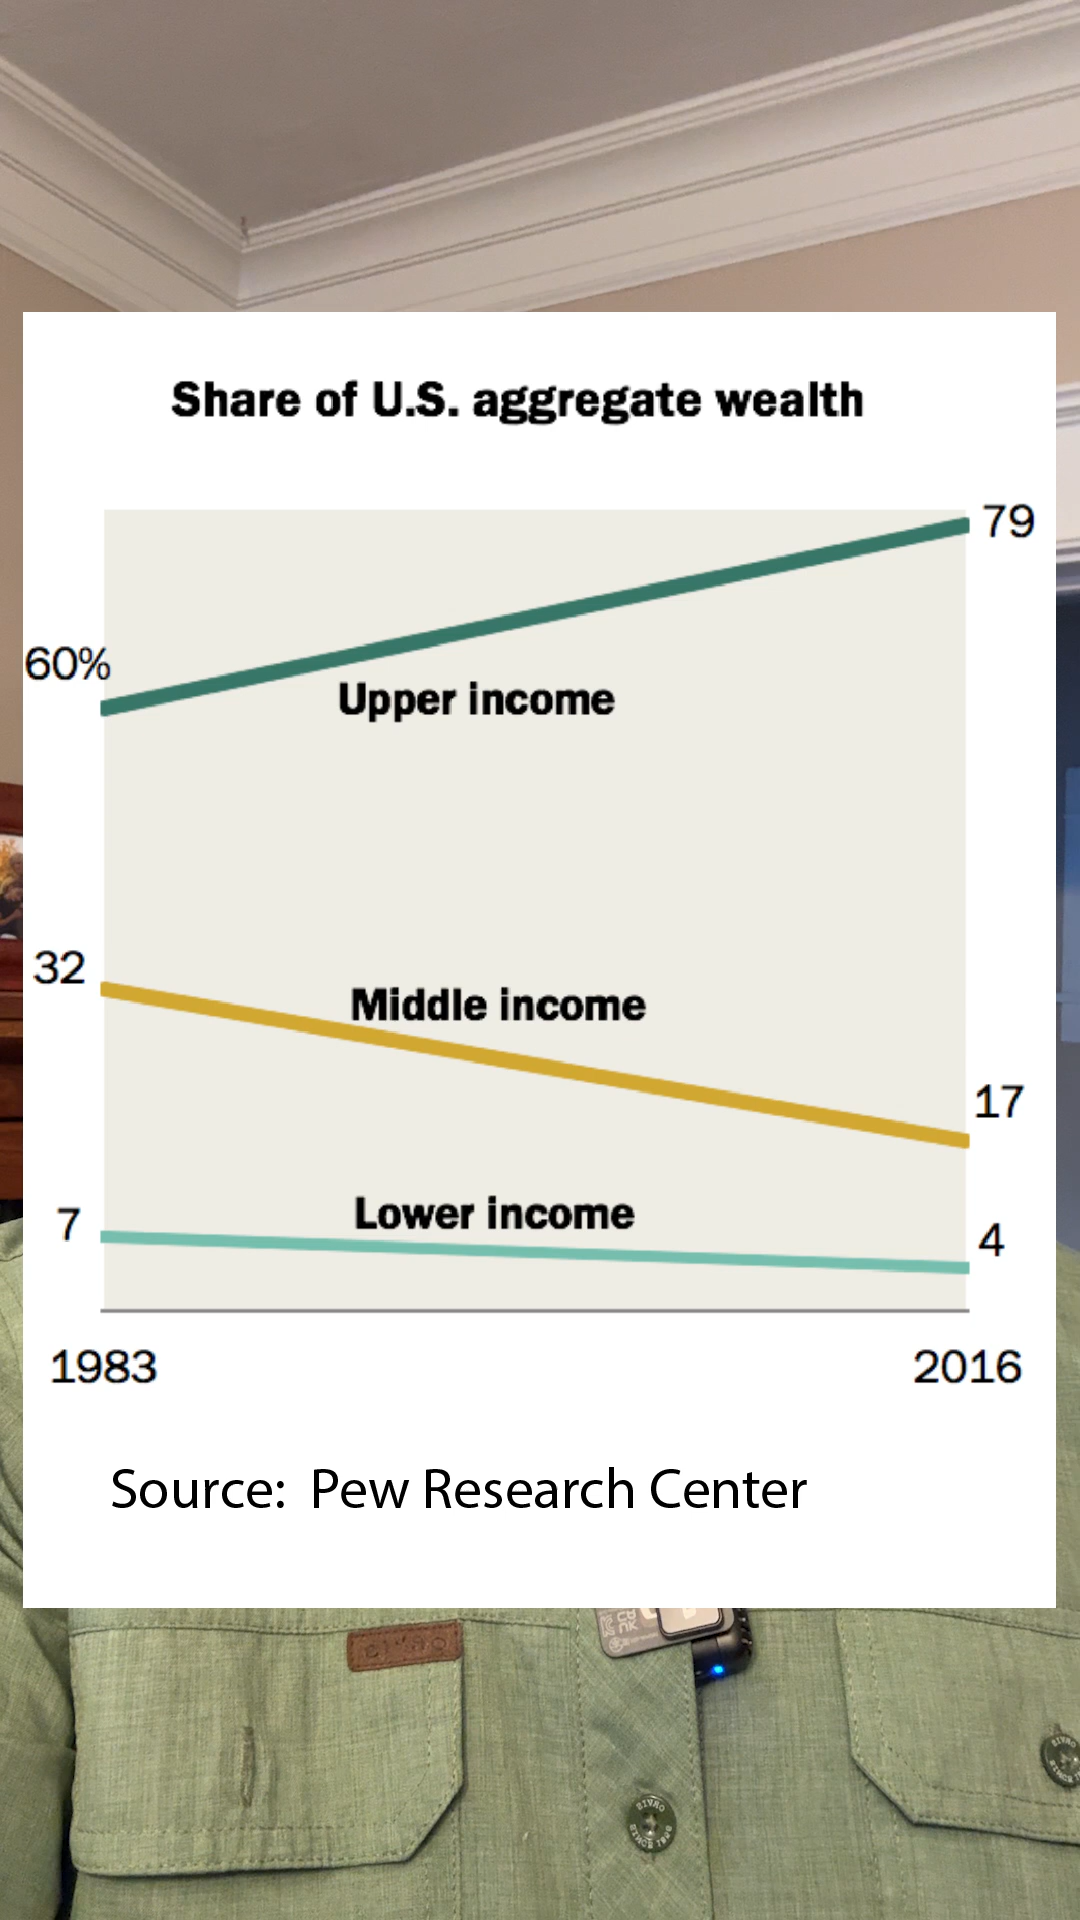 Share of U.S. aggregate wealth
79
60%
Upper income
32
Middle income
17
Lower income
7
4
1983
2016
Source: Pew Research Center